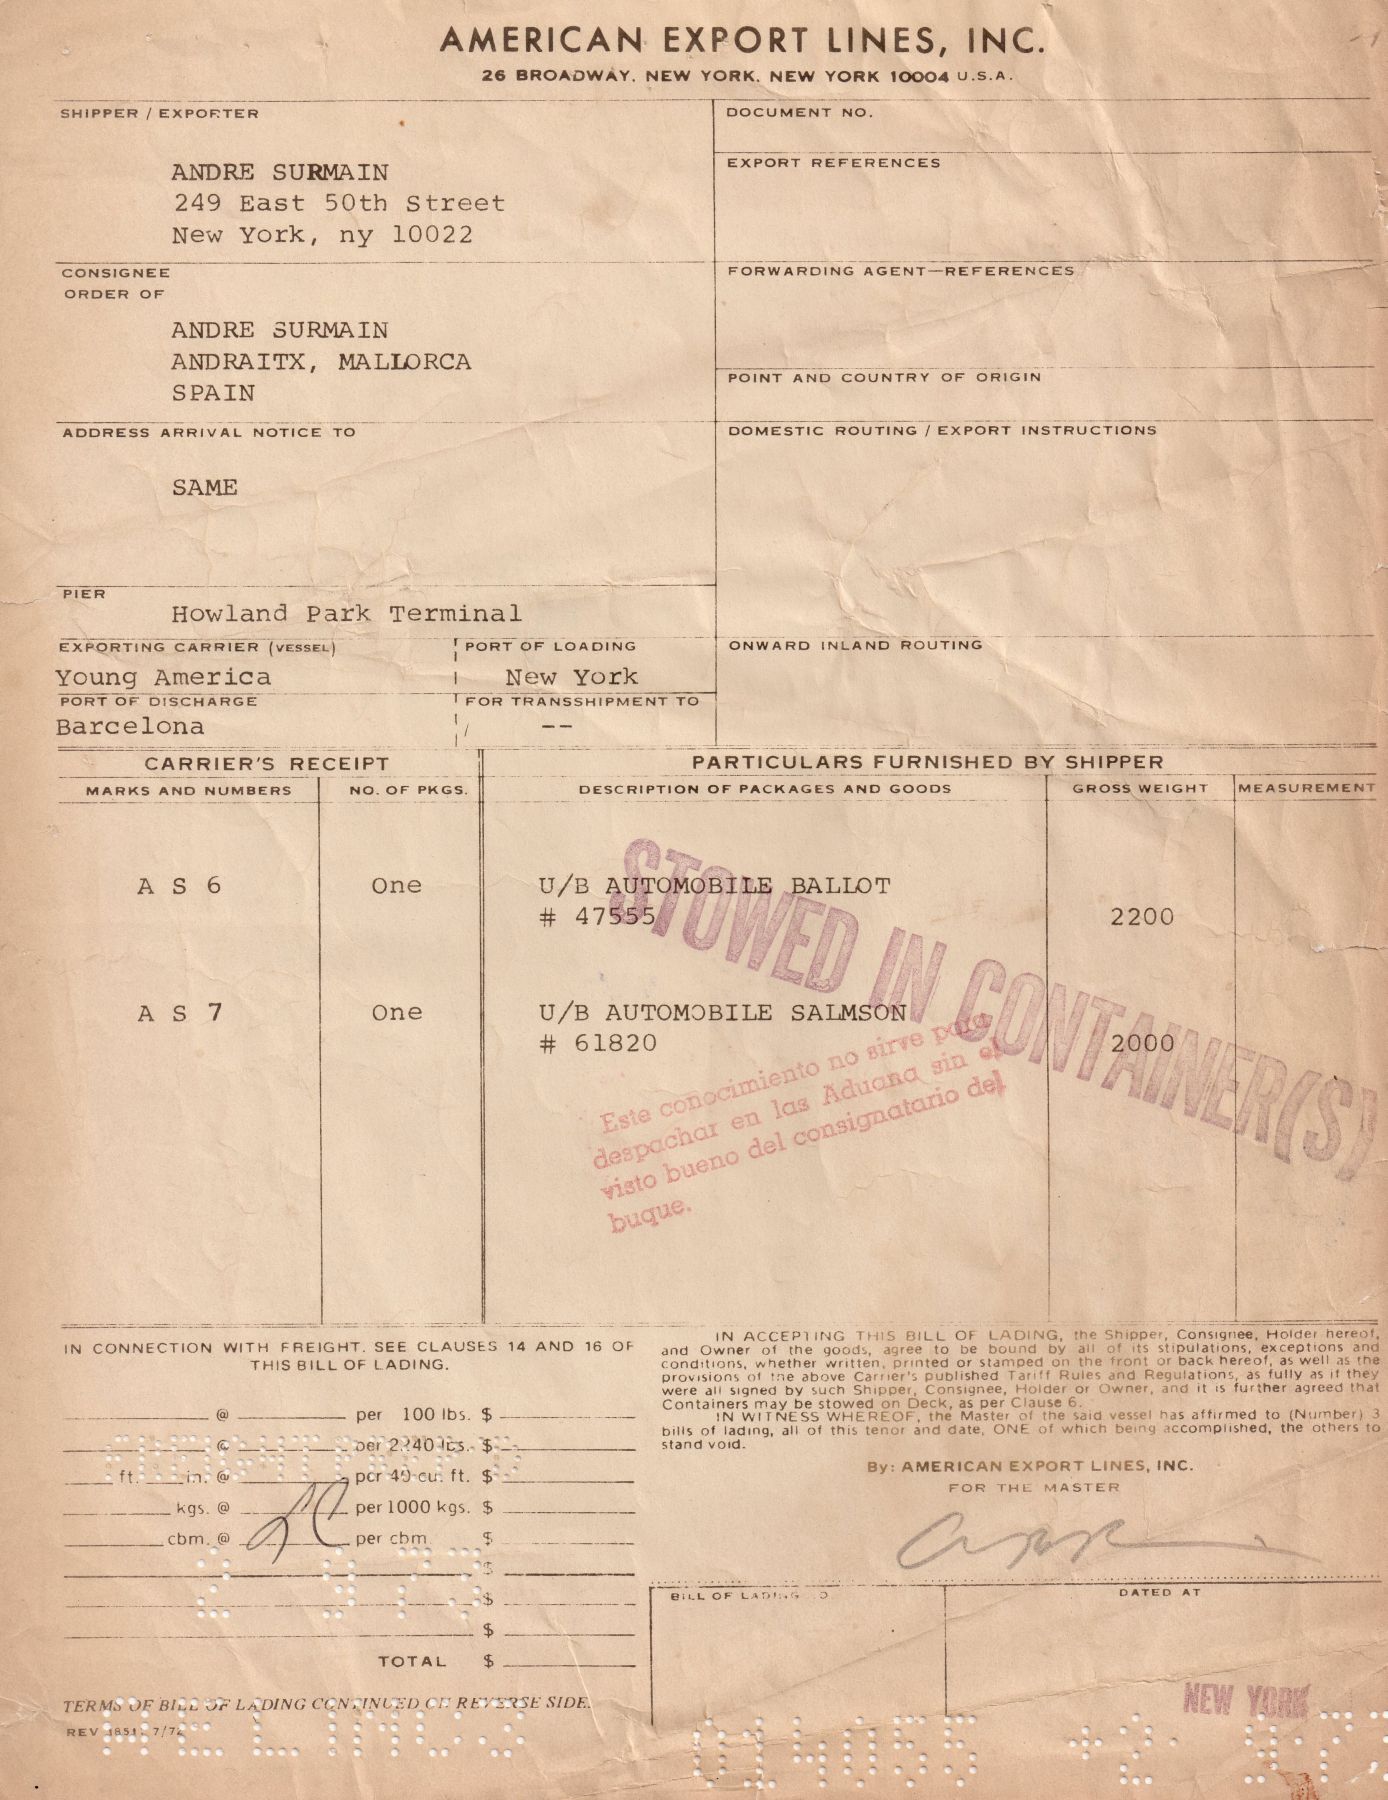 AMERICAN EXPORT LINES, INC.
26 BROADWAY, NEW YORK, NEW YORK 10004 U.S.A.
SHIPPER / EXPORTER
ANDRE SURMAIN
249 East 50th Street
New York, ny 10022
DOCUMENT NO.
EXPORT REFERENCES
CONSIGNEE
ORDER OF
ANDRE SURMAIN
ANDRAITX, MALLORCA
SPAIN
FORWARDING AGENT—REFERENCES
POINT AND COUNTRY OF ORIGIN
ADDRESS ARRIVAL NOTICE TO
SAME
DOMESTIC ROUTING / EXPORT INSTRUCTIONS
PIER
Howland Park Terminal
EXPORTING CARRIER (VESSEL)
Young America
PORT OF LOADING
New York
ONWARD INLAND ROUTING
PORT OF DISCHARGE
Barcelona
FOR TRANSSHIPMENT TO
--
CARRIER'S RECEIPT
PARTICULARS FURNISHED BY SHIPPER
MARKS AND NUMBERS
NO. OF PKGS.
DESCRIPTION OF PACKAGES AND GOODS
GROSS WEIGHT
MEASUREMENT
A S 6
One
U/B AUTOMOBILE BALLOT
# 47555
2200
STOWED IN CONTAINER(S)
A S 7
One
U/B AUTOMOBILE SALMSON
# 61820
2000
Este conocimiento no sirve para
despachar en las Aduana sin el
visto bueno del consignatario del
buque.
IN CONNECTION WITH FREIGHT. SEE CLAUSES 14 AND 16 OF
THIS BILL OF LADING.
@ per 100 lbs. $
@ per 2240 lbs. $
ft. in. @ per 40 cu. ft. $
kgs. @ per 1000 kgs. $
cbm. @ per cbm $
$
$
$
TOTAL $
IN ACCEPTING THIS BILL OF LADING, the Shipper, Consignee, Holder hereof,
and Owner of the goods, agree to be bound by all of its stipulations, exceptions and
conditions, whether written, printed or stamped on the front or back hereof, as well as the
provisions of the above Carrier's published Tariff Rules and Regulations, as fully as if they
were all signed by such Shipper, Consignee, Holder or Owner, and it is further agreed that
Containers may be stowed on Deck, as per Clause 6.
IN WITNESS WHEREOF, the Master of the said vessel has affirmed to (Number) 3
bills of lading, all of this tenor and date, ONE of which being accomplished, the others to
stand void.
By: AMERICAN EXPORT LINES, INC.
FOR THE MASTER
BILL OF LADING NO.
DATED AT
NEW YORK
TERMS OF BILL OF LADING CONTINUED ON REVERSE SIDE.
REV 7/72